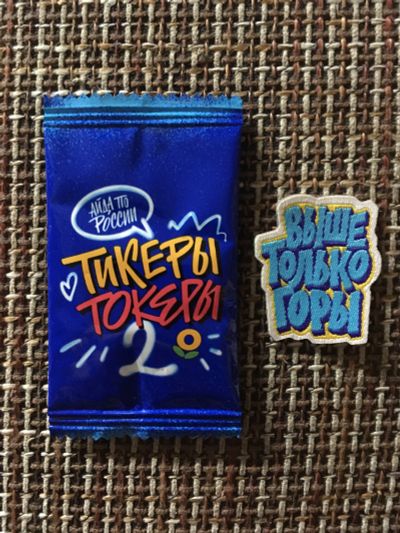 АЙДА ПО
РОССИИ
ТИКЕРЫ
ТОКЕРЫ
2
ВЫШЕ
ТОЛЬКО
ГОРЫ